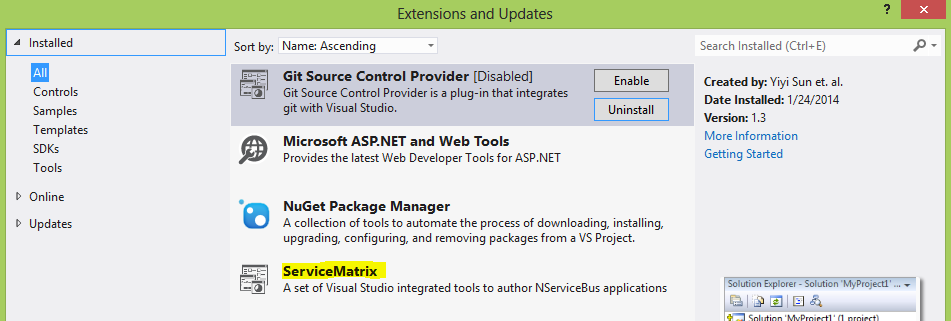 Extensions and Updates
?
Installed
All
Controls
Samples
Templates
SDKs
Tools
Online
Updates
Sort by: Name: Ascending
Git Source Control Provider [Disabled]
Git Source Control Provider is a plug-in that integrates
git with Visual Studio.
Enable
Uninstall
Microsoft ASP.NET and Web Tools
Provides the latest Web Developer Tools for ASP.NET
NuGet Package Manager
A collection of tools to automate the process of downloading, installing,
upgrading, configuring, and removing packages from a VS Project.
ServiceMatrix
A set of Visual Studio integrated tools to author NServiceBus applications
Search Installed (Ctrl+E)
Created by: Yiyi Sun et. al.
Date Installed: 1/24/2014
Version: 1.3
More Information
Getting Started
Solution Explorer - Solution 'MyProject1' ...
Solution 'MyProject1' (1 project)